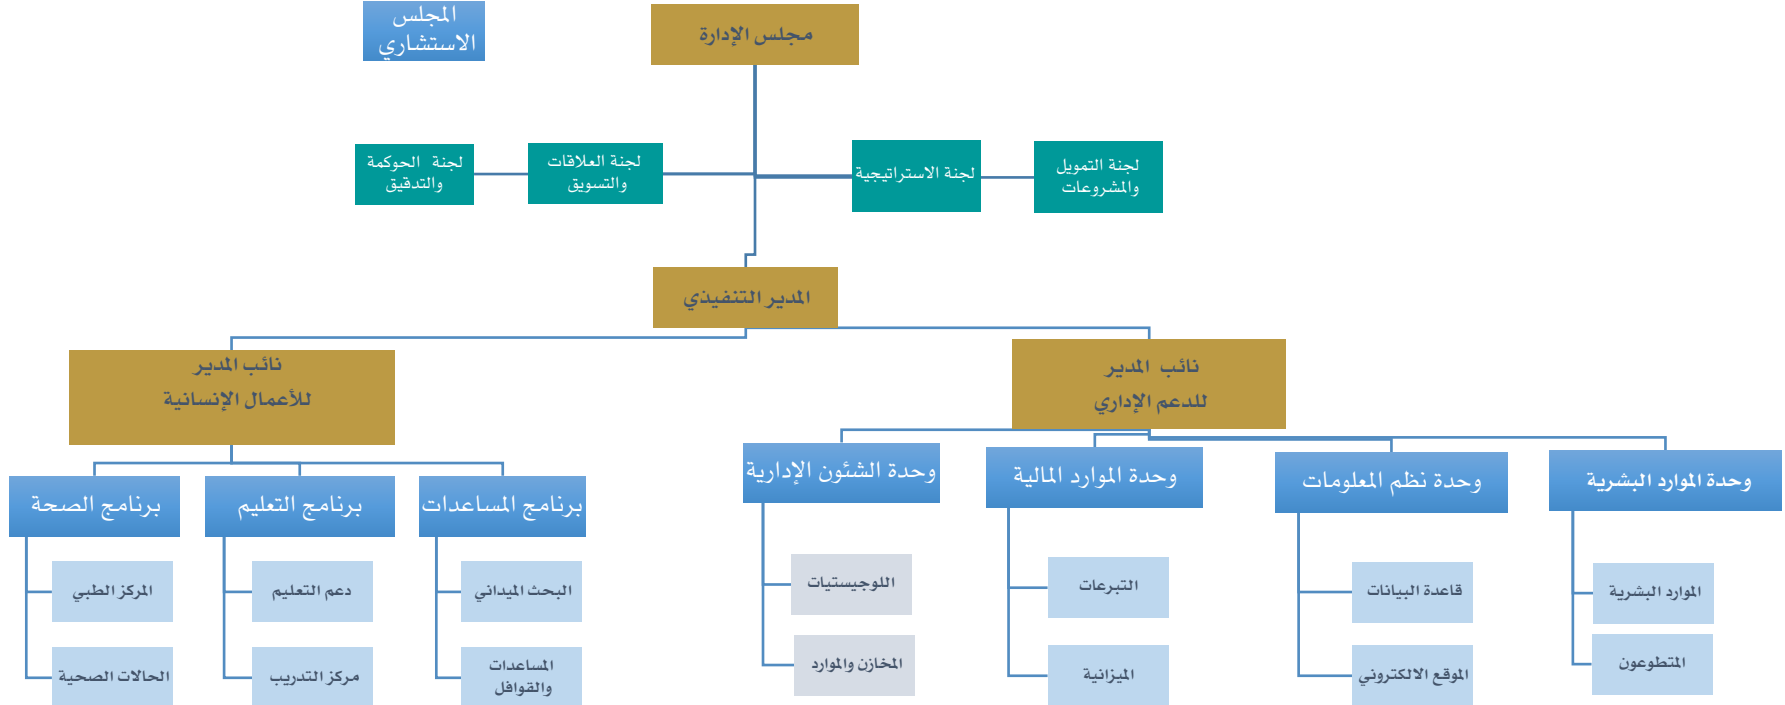 المجلس
الاستشاري
مجلس الإدارة
لجنة التمويل
والمشروعات
لجنة الاستراتيجية
لجنة العلاقات
والتسويق
لجنة الحوكمة
والتدقيق
المدير التنفيذي
نائب المدير
للدعم الإداري
نائب المدير
للأعمال الإنسانية
وحدة الموارد البشرية
وحدة نظم المعلومات
وحدة الموارد المالية
وحدة الشئون الإدارية
برنامج المساعدات
برنامج التعليم
برنامج الصحة
الموارد البشرية
قاعدة البيانات
التبرعات
اللوجيستيات
البحث الميداني
دعم التعليم
المركز الطبي
المتطوعون
الموقع الالكتروني
الميزانية
المخازن والموارد
المساعدات
والقوافل
مركز التدريب
الحالات الصحية